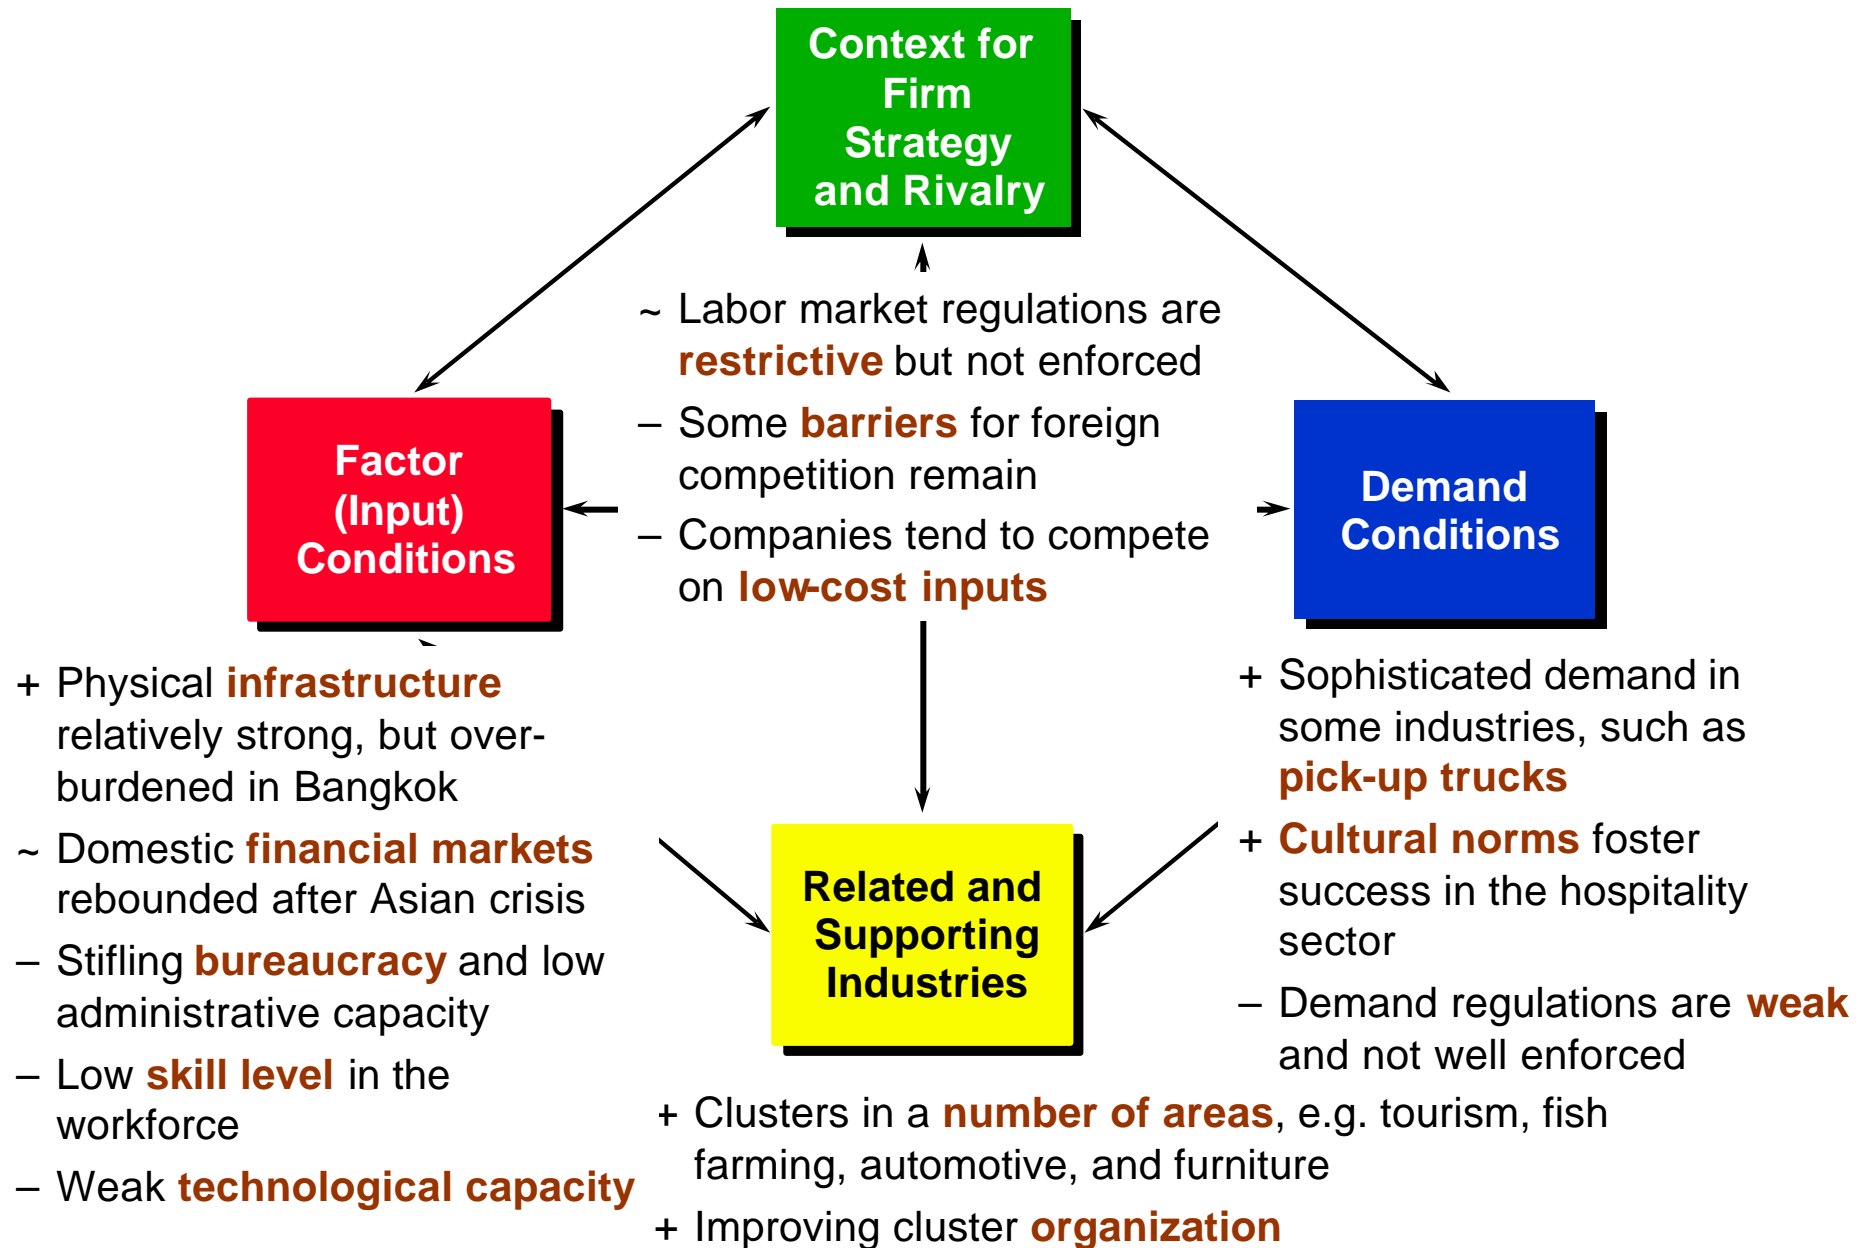 Context for
Firm
Strategy
and Rivalry
~ Labor market regulations are
restrictive but not enforced
– Some barriers for foreign
competition remain
– Companies tend to compete
on low-cost inputs
Factor
(Input)
Conditions
Demand
Conditions
+ Physical infrastructure
relatively strong, but over-
burdened in Bangkok
~ Domestic financial markets
rebounded after Asian crisis
– Stifling bureaucracy and low
administrative capacity
– Low skill level in the
workforce
– Weak technological capacity
+ Sophisticated demand in
some industries, such as
pick-up trucks
+ Cultural norms foster
success in the hospitality
sector
– Demand regulations are weak
and not well enforced
Related and
Supporting
Industries
+ Clusters in a number of areas, e.g. tourism, fish
farming, automotive, and furniture
+ Improving cluster organization